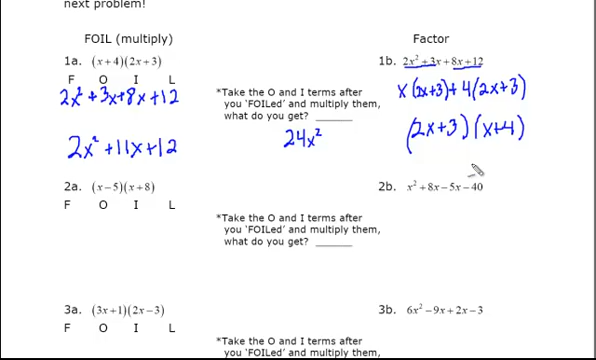 next problem!
FOIL (multiply)
Factor
1a. (x+4)(2x+3)
1b. 2x²+3x+8x+12
F O I L
2x²+3x+8x+12
*Take the O and I terms after
you 'FOILed' and multiply them,
what do you get? ______
24x²
x(2x+3)+4(2x+3)
2x²+11x+12
(2x+3)(x+4)
2a. (x−5)(x+8)
2b. x²+8x−5x−40
F O I L
*Take the O and I terms after
you 'FOILed' and multiply them,
what do you get? ______
3a. (3x+1)(2x−3)
3b. 6x²−9x+2x−3
F O I L
*Take the O and I terms after
you 'FOILed' and multiply them,